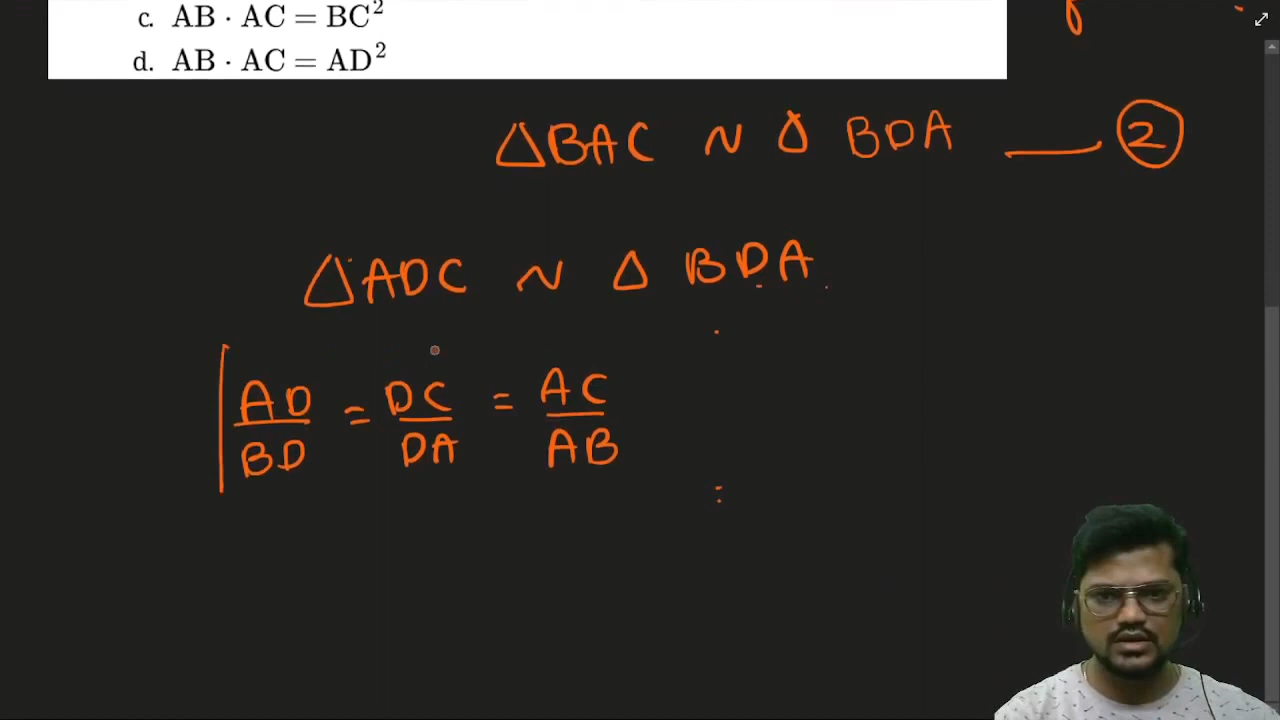 c. AB · AC = BC²
d. AB · AC = AD²
△BAC ~ △ BDA —— ②
△ADC ~ △ BDA
AD/BD = DC/DA = AC/AB